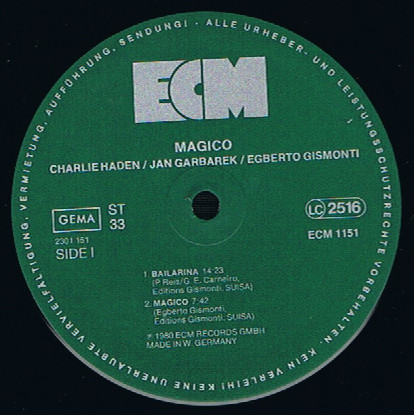 ALLE URHEBER- UND LEISTUNGSSCHUTZRECHTE VORBEHALTEN. KEIN VERLEIH! KEINE UNERLAUBTE VERVIELFÄLTIGUNG, VERMIETUNG, AUFFÜHRUNG, SENDUNG!
ECM
MAGICO
CHARLIE HADEN / JAN GARBAREK / EGBERTO GISMONTI
GEMA
ST
33
LC 2516
2301 151
SIDE I
ECM 1151
1. BAILARINA 14:23
(P. Reis/G. E. Carneiro,
Editions Gismonti, SUISA)
2. MAGICO 7:42
(Egberto Gismonti,
Editions Gismonti, SUISA)
℗ 1980 ECM RECORDS GMBH
MADE IN W. GERMANY